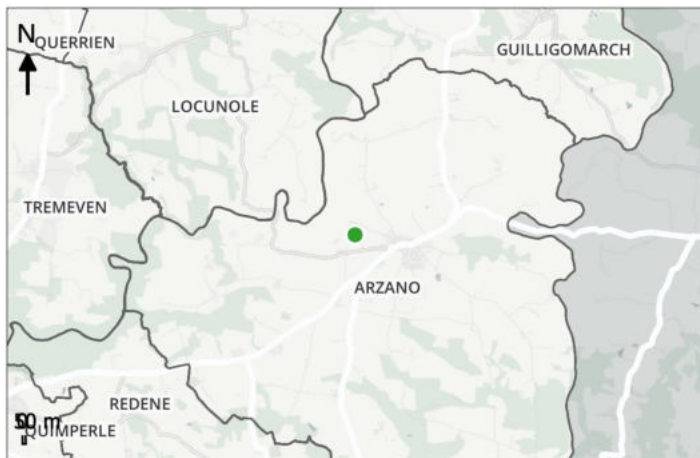 N
QUERRIEN
GUILLIGOMARCH
LOCUNOLE
TREMEVEN
ARZANO
REDENE
QUIMPERLE